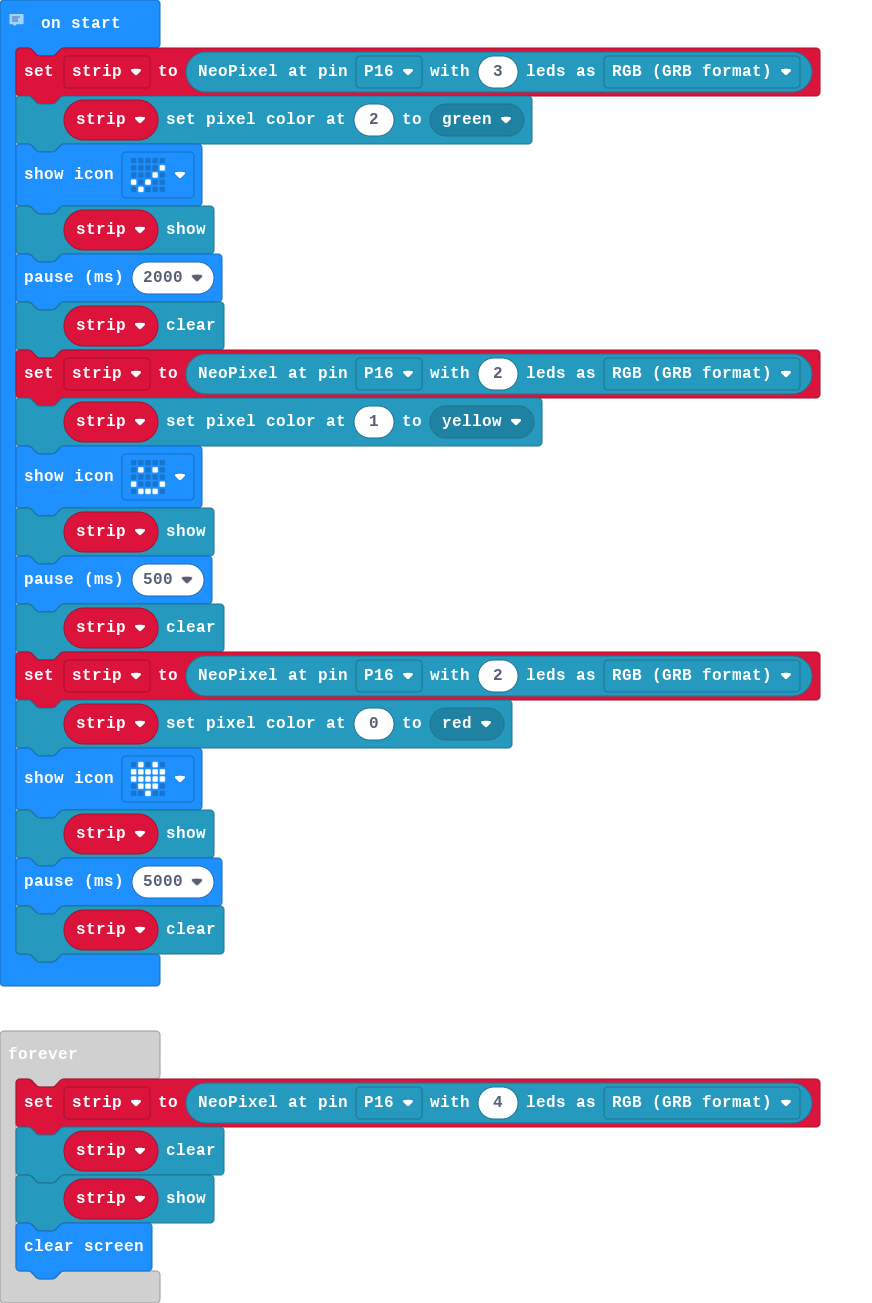 on start
set strip to NeoPixel at pin P16 with 3 leds as RGB (GRB format)
strip set pixel color at 2 to green
show icon
strip show
pause (ms) 2000
strip clear
set strip to NeoPixel at pin P16 with 2 leds as RGB (GRB format)
strip set pixel color at 1 to yellow
show icon
strip show
pause (ms) 500
strip clear
set strip to NeoPixel at pin P16 with 2 leds as RGB (GRB format)
strip set pixel color at 0 to red
show icon
strip show
pause (ms) 5000
strip clear
forever
set strip to NeoPixel at pin P16 with 4 leds as RGB (GRB format)
strip clear
strip show
clear screen